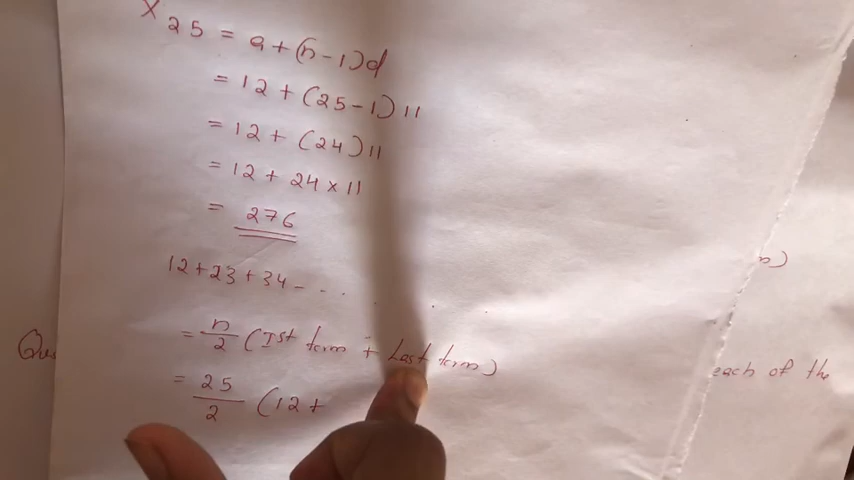 X25 = a+(n-1)d
= 12 + (25-1) 11
= 12 + (24) 11
= 12 + 24 × 11
= 276
12+23+34-.....
= n/2 (Ist term + Last term)
= 25/2 (12+
each of the